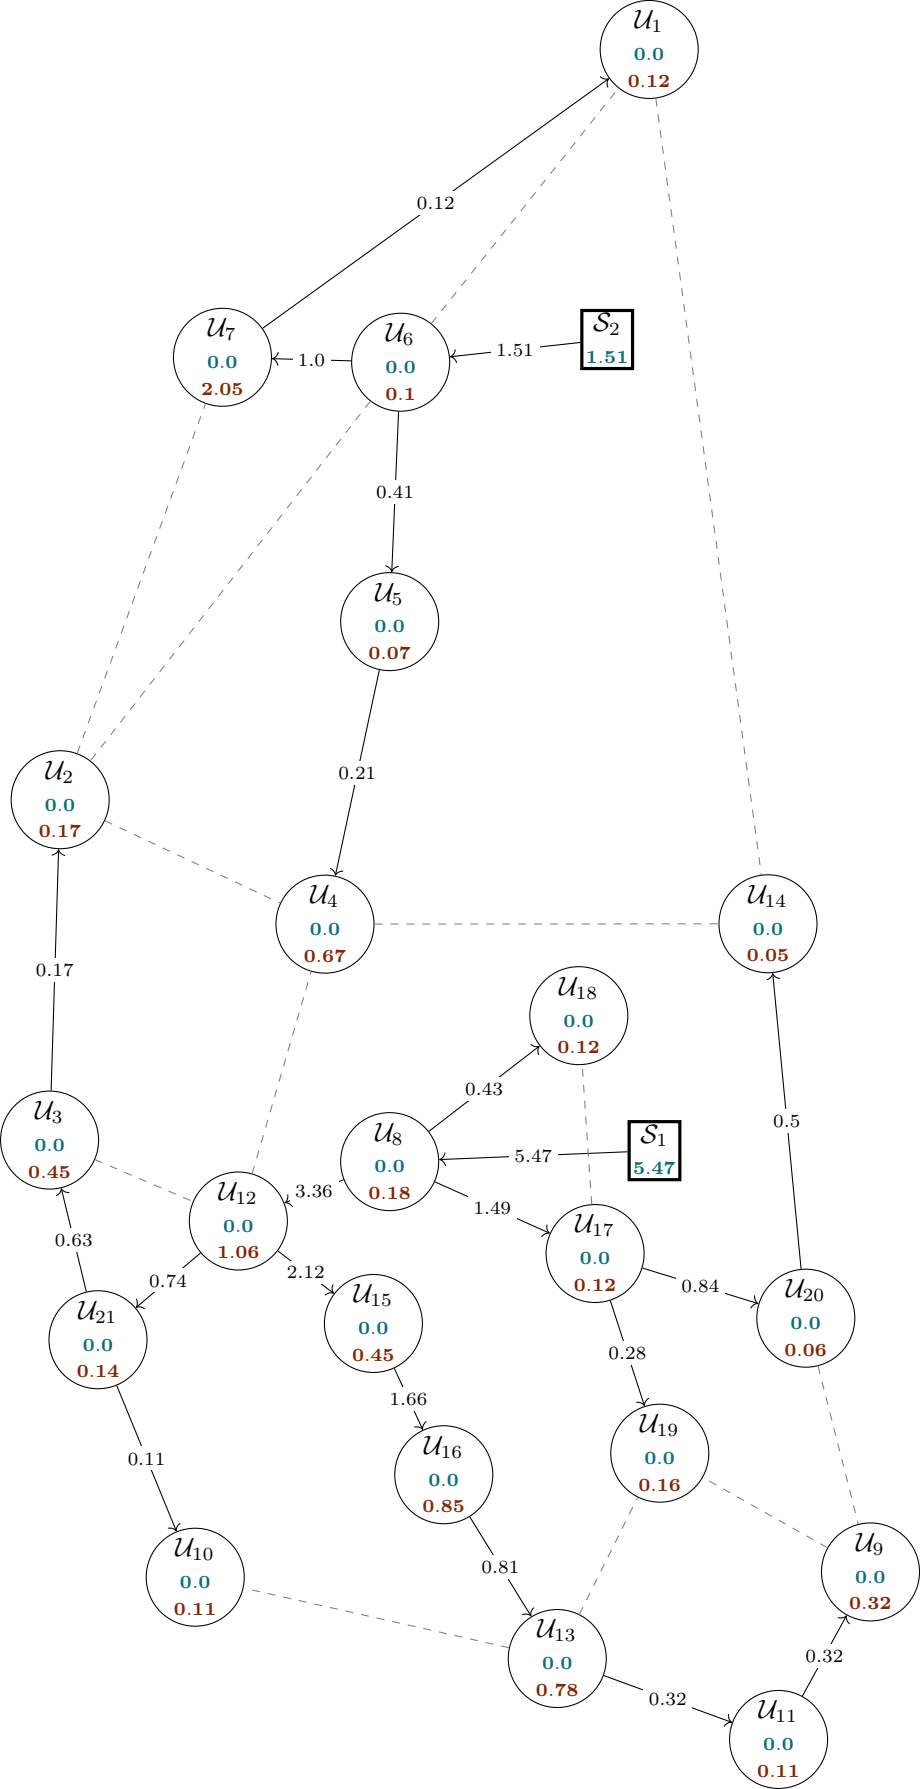 𝒰₁
0.0
0.12
0.12
𝒰₇
0.0
2.05
1.0
𝒰₆
0.0
0.1
1.51
𝒮₂
1.51
0.41
𝒰₅
0.0
0.07
0.21
𝒰₂
0.0
0.17
𝒰₄
0.0
0.67
𝒰₁₄
0.0
0.05
0.17
𝒰₁₈
0.0
0.12
0.43
0.5
𝒰₃
0.0
0.45
𝒰₈
0.0
0.18
5.47
𝒮₁
5.47
𝒰₁₂
0.0
1.06
3.36
1.49
𝒰₁₇
0.0
0.12
0.63
0.74
2.12
0.84
𝒰₂₀
0.0
0.06
𝒰₂₁
0.0
0.14
𝒰₁₅
0.0
0.45
0.28
1.66
𝒰₁₉
0.0
0.16
0.11
𝒰₁₆
0.0
0.85
𝒰₁₀
0.0
0.11
0.81
𝒰₉
0.0
0.32
𝒰₁₃
0.0
0.78
0.32
0.32
𝒰₁₁
0.0
0.11